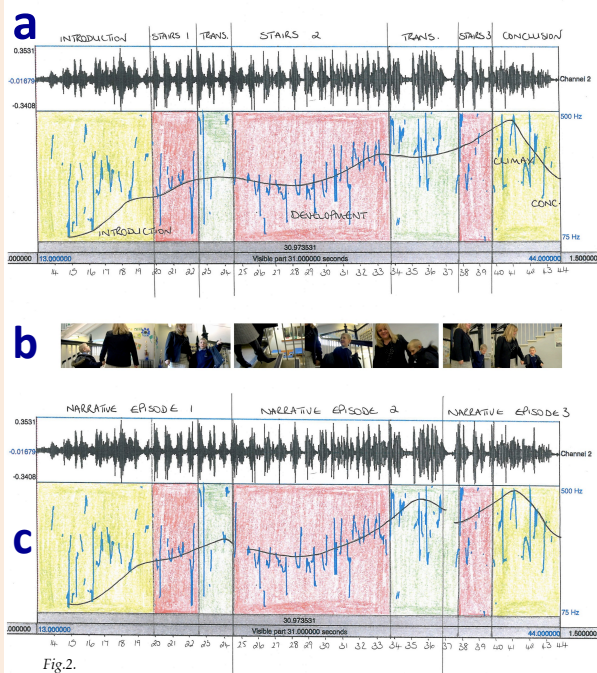 a
INTRODUCTION STAIRS 1 TRANS. STAIRS 2 TRANS. STAIRS 3 CONCLUSION
0.3531
-0.01679
Channel 2
-0.3408
500 Hz
CLIMAX
CONC
DEVELOPMENT
INTRODUCTION
75 Hz
30.973531
.000000 13.000000 Visible part 31.000000 seconds 44.000000 1.500000
14 15 16 17 18 19 20 21 22 23 24 25 26 27 28 29 30 31 32 33 34 35 36 37 38 39 40 41 42 43 44
b
NARRATIVE EPISODE 1 NARRATIVE EPISODE 2 NARRATIVE EPISODE 3
0.3531
-0.01679
Channel 2
-0.3408
500 Hz
c
75 Hz
30.973531
.000000 13.000000 Visible part 31.000000 seconds 44.000000 1.500000
14 15 16 17 18 19 20 21 22 23 24 25 26 27 28 29 30 31 32 33 34 35 36 37 38 39 40 41 42 43 44
Fig.2.